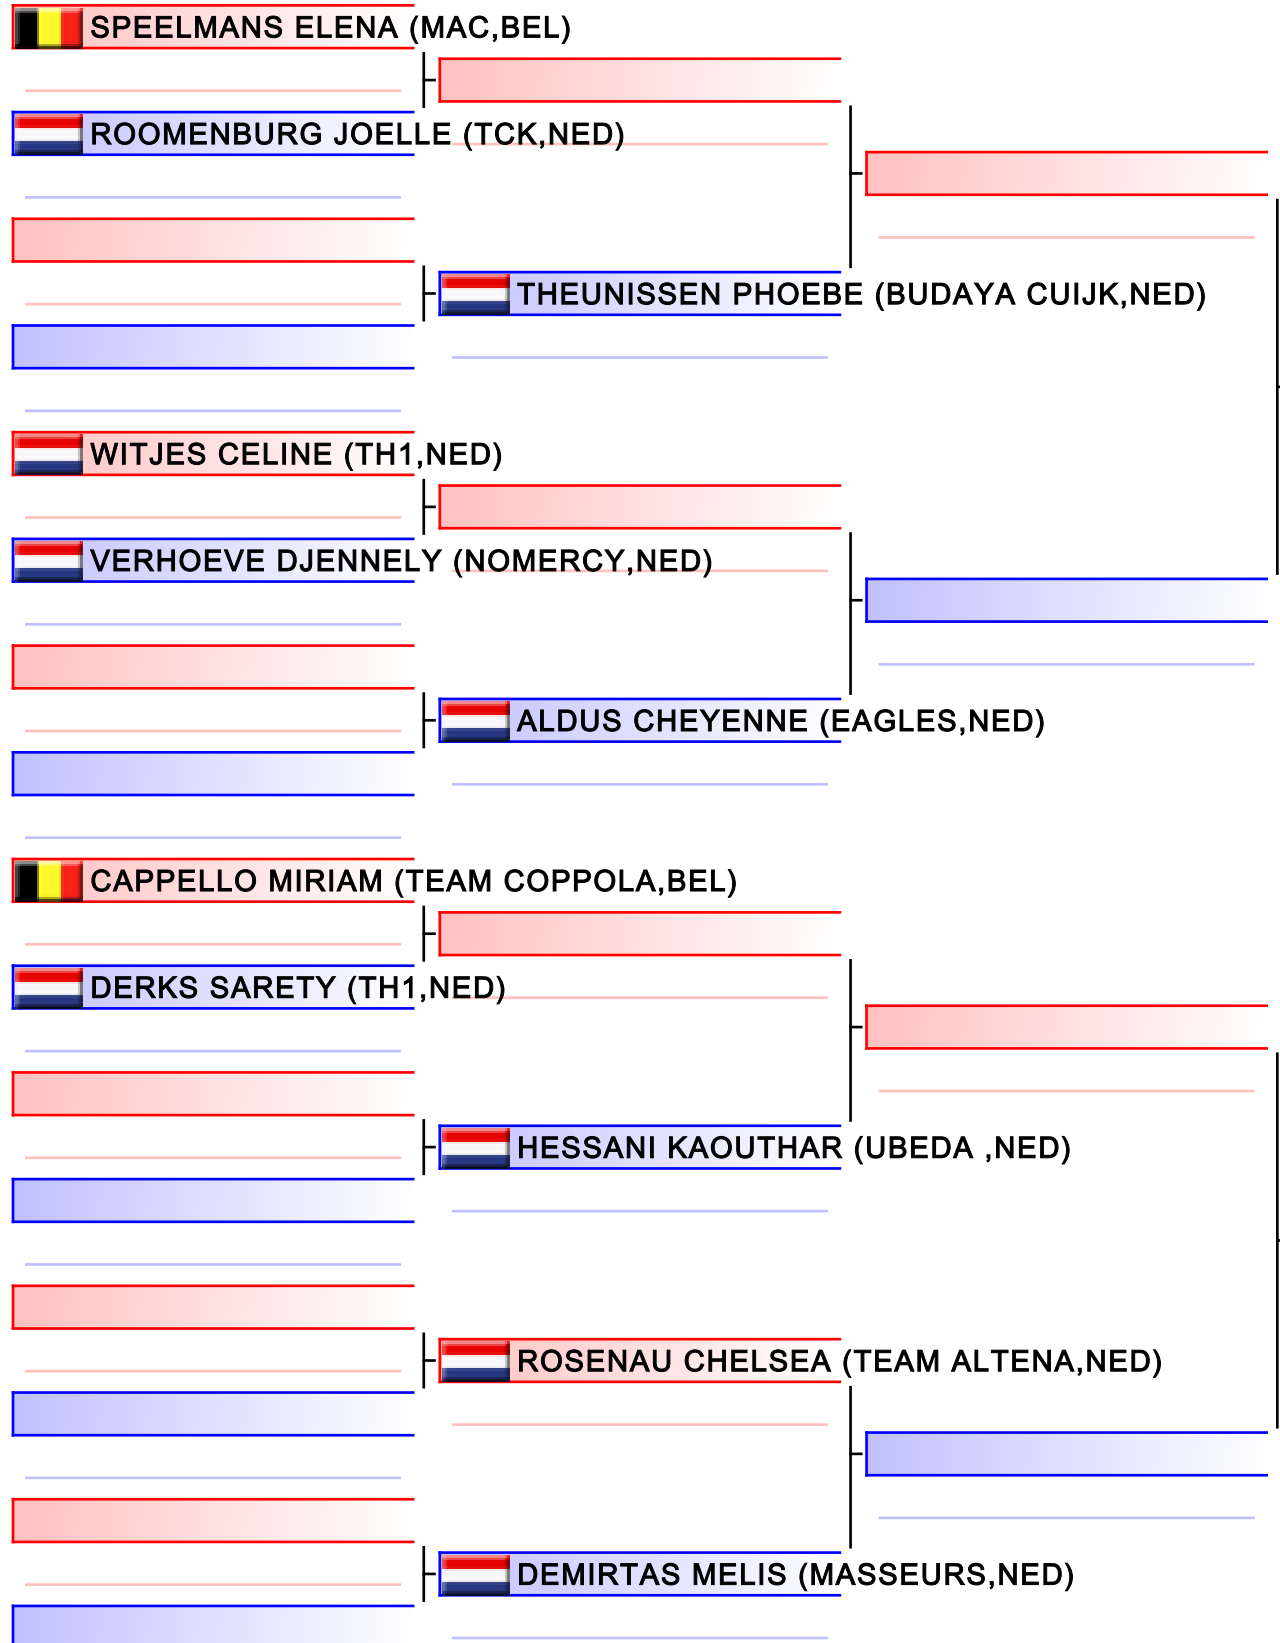 SPEELMANS ELENA (MAC,BEL)
ROOMENBURG JOELLE (TCK,NED)
THEUNISSEN PHOEBE (BUDAYA CUIJK,NED)
WITJES CELINE (TH1,NED)
VERHOEVE DJENNELY (NOMERCY,NED)
ALDUS CHEYENNE (EAGLES,NED)
CAPPELLO MIRIAM (TEAM COPPOLA,BEL)
DERKS SARETY (TH1,NED)
HESSANI KAOUTHAR (UBEDA ,NED)
ROSENAU CHELSEA (TEAM ALTENA,NED)
DEMIRTAS MELIS (MASSEURS,NED)